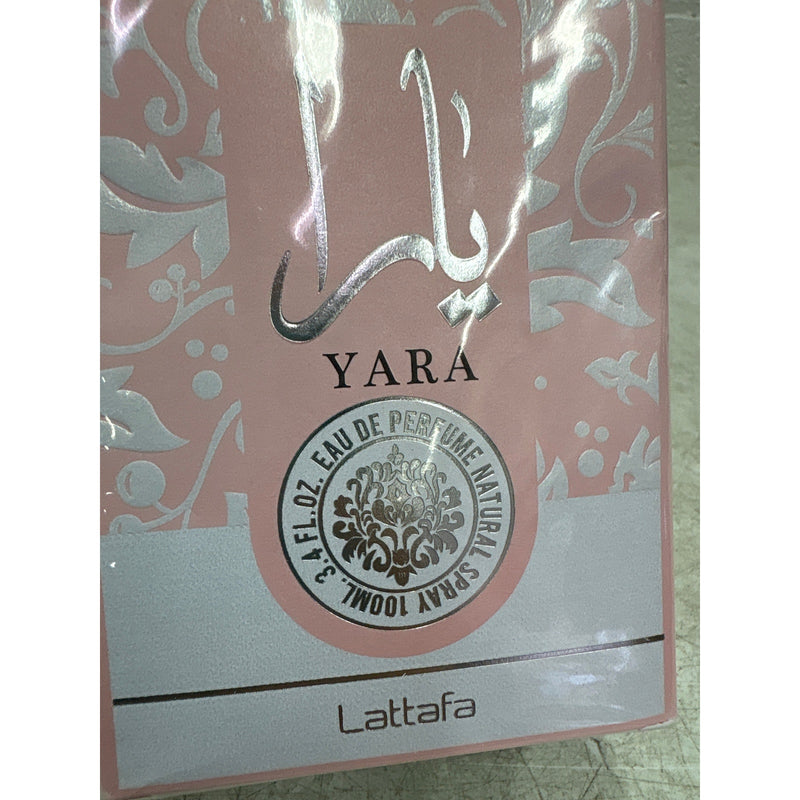 يارا
YARA
EAU DE PERFUME NATURAL SPRAY 100ML. 3.4 FL.OZ.
Lattafa